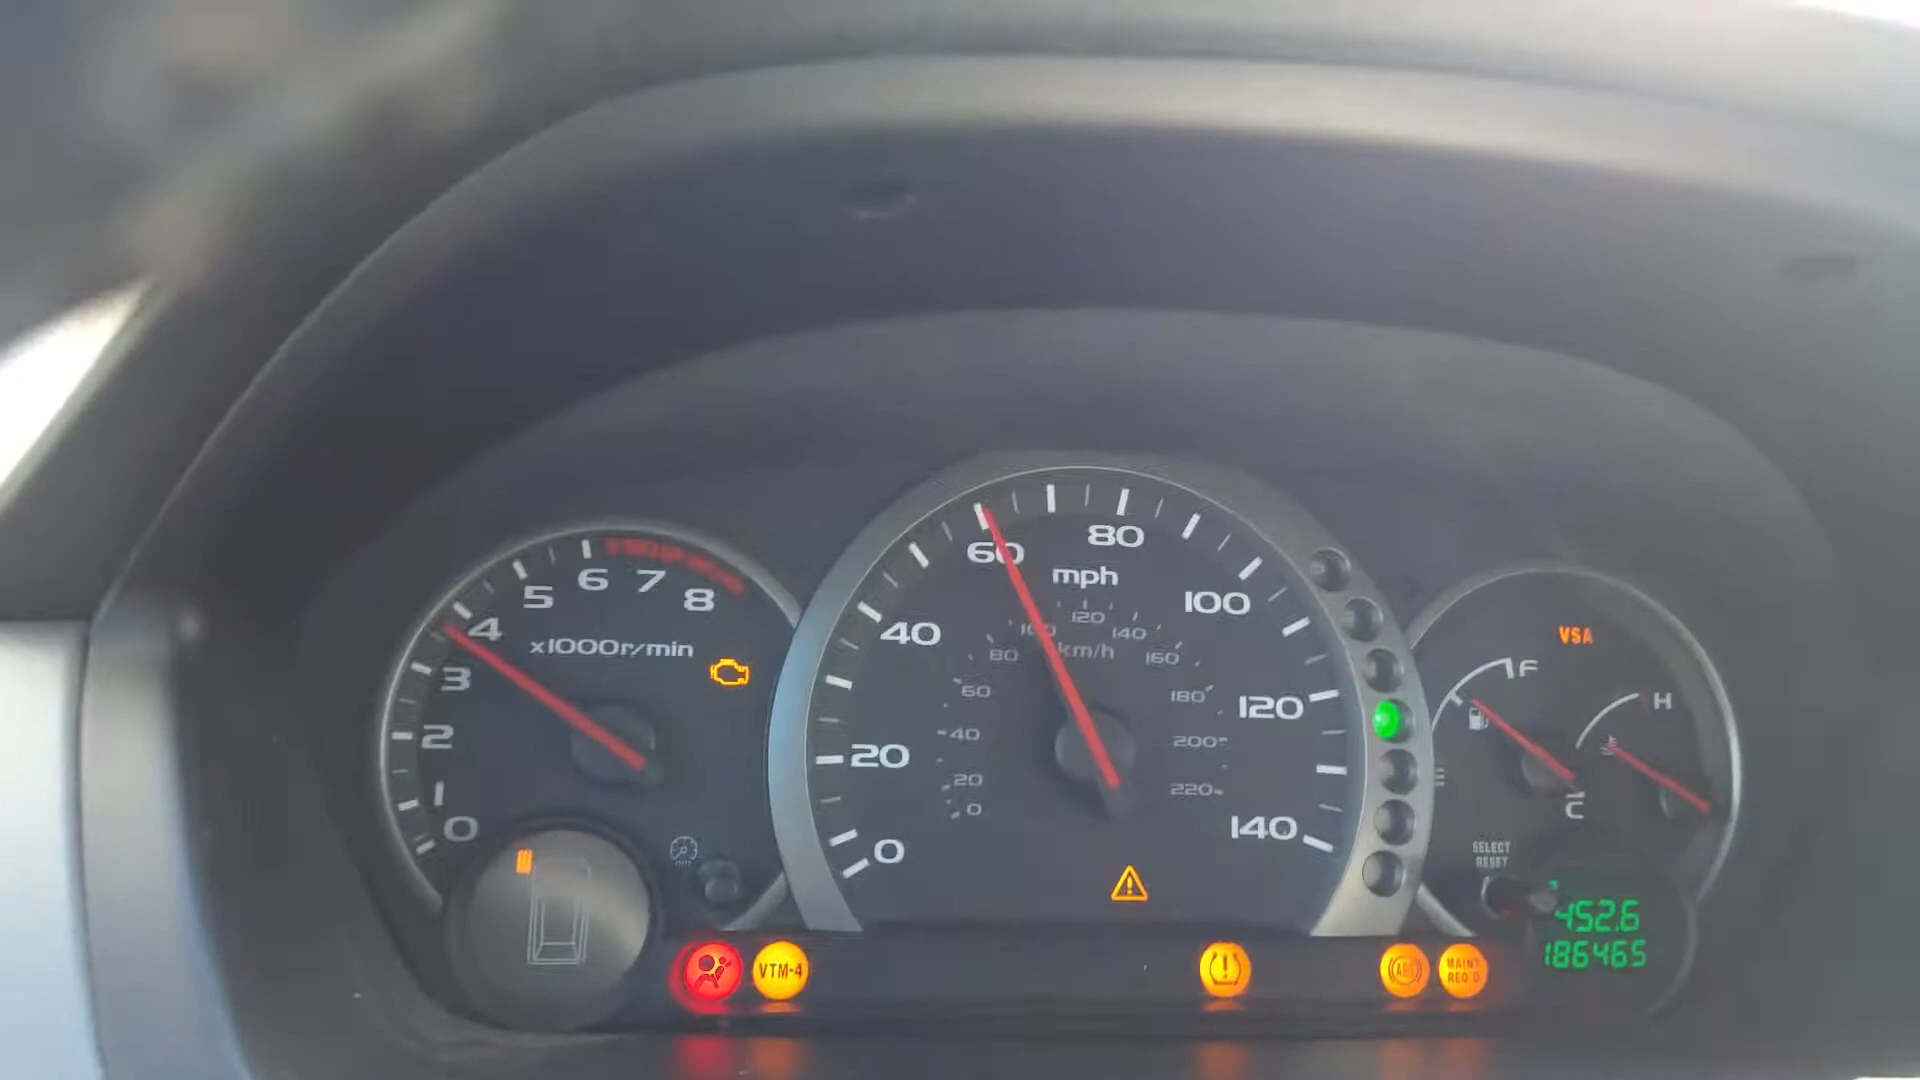 0
1
2
3
4
5
6
7
8
x1000r/min
0
20
40
60
80
100
120
140
mph
0
20
40
60
80
100
120
140
160
180
200
220
km/h
VSA
F
E
H
C
SELECT
RESET
452.6
186465
VTM-4
!
ABS
MAINT
REQ'D